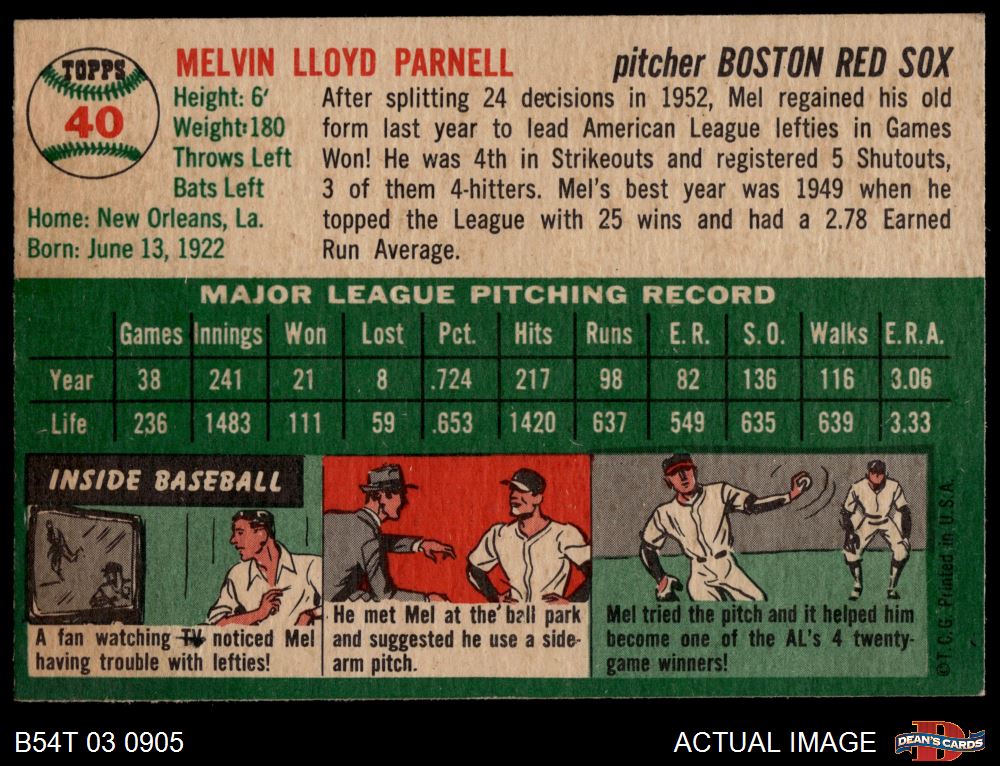 TOPPS
40
MELVIN LLOYD PARNELL
pitcher BOSTON RED SOX
Height: 6'
Weight: 180
Throws Left
Bats Left
Home: New Orleans, La.
Born: June 13, 1922
After splitting 24 decisions in 1952, Mel regained his old
form last year to lead American League lefties in Games
Won! He was 4th in Strikeouts and registered 5 Shutouts,
3 of them 4-hitters. Mel's best year was 1949 when he
topped the League with 25 wins and had a 2.78 Earned
Run Average.
MAJOR LEAGUE PITCHING RECORD
Games Innings Won Lost Pct. Hits Runs E.R. S.O. Walks E.R.A.
Year 38 241 21 8 .724 217 98 82 136 116 3.06
Life 236 1483 111 59 .653 1420 637 549 635 639 3.33
INSIDE BASEBALL
A fan watching TV noticed Mel
having trouble with lefties!
He met Mel at the ball park
and suggested he use a side-
arm pitch.
Mel tried the pitch and it helped him
become one of the AL's 4 twenty-
game winners!
©T.C.G. Printed in U.S.A.
B54T 03 0905
ACTUAL IMAGE
DEAN'S CARDS